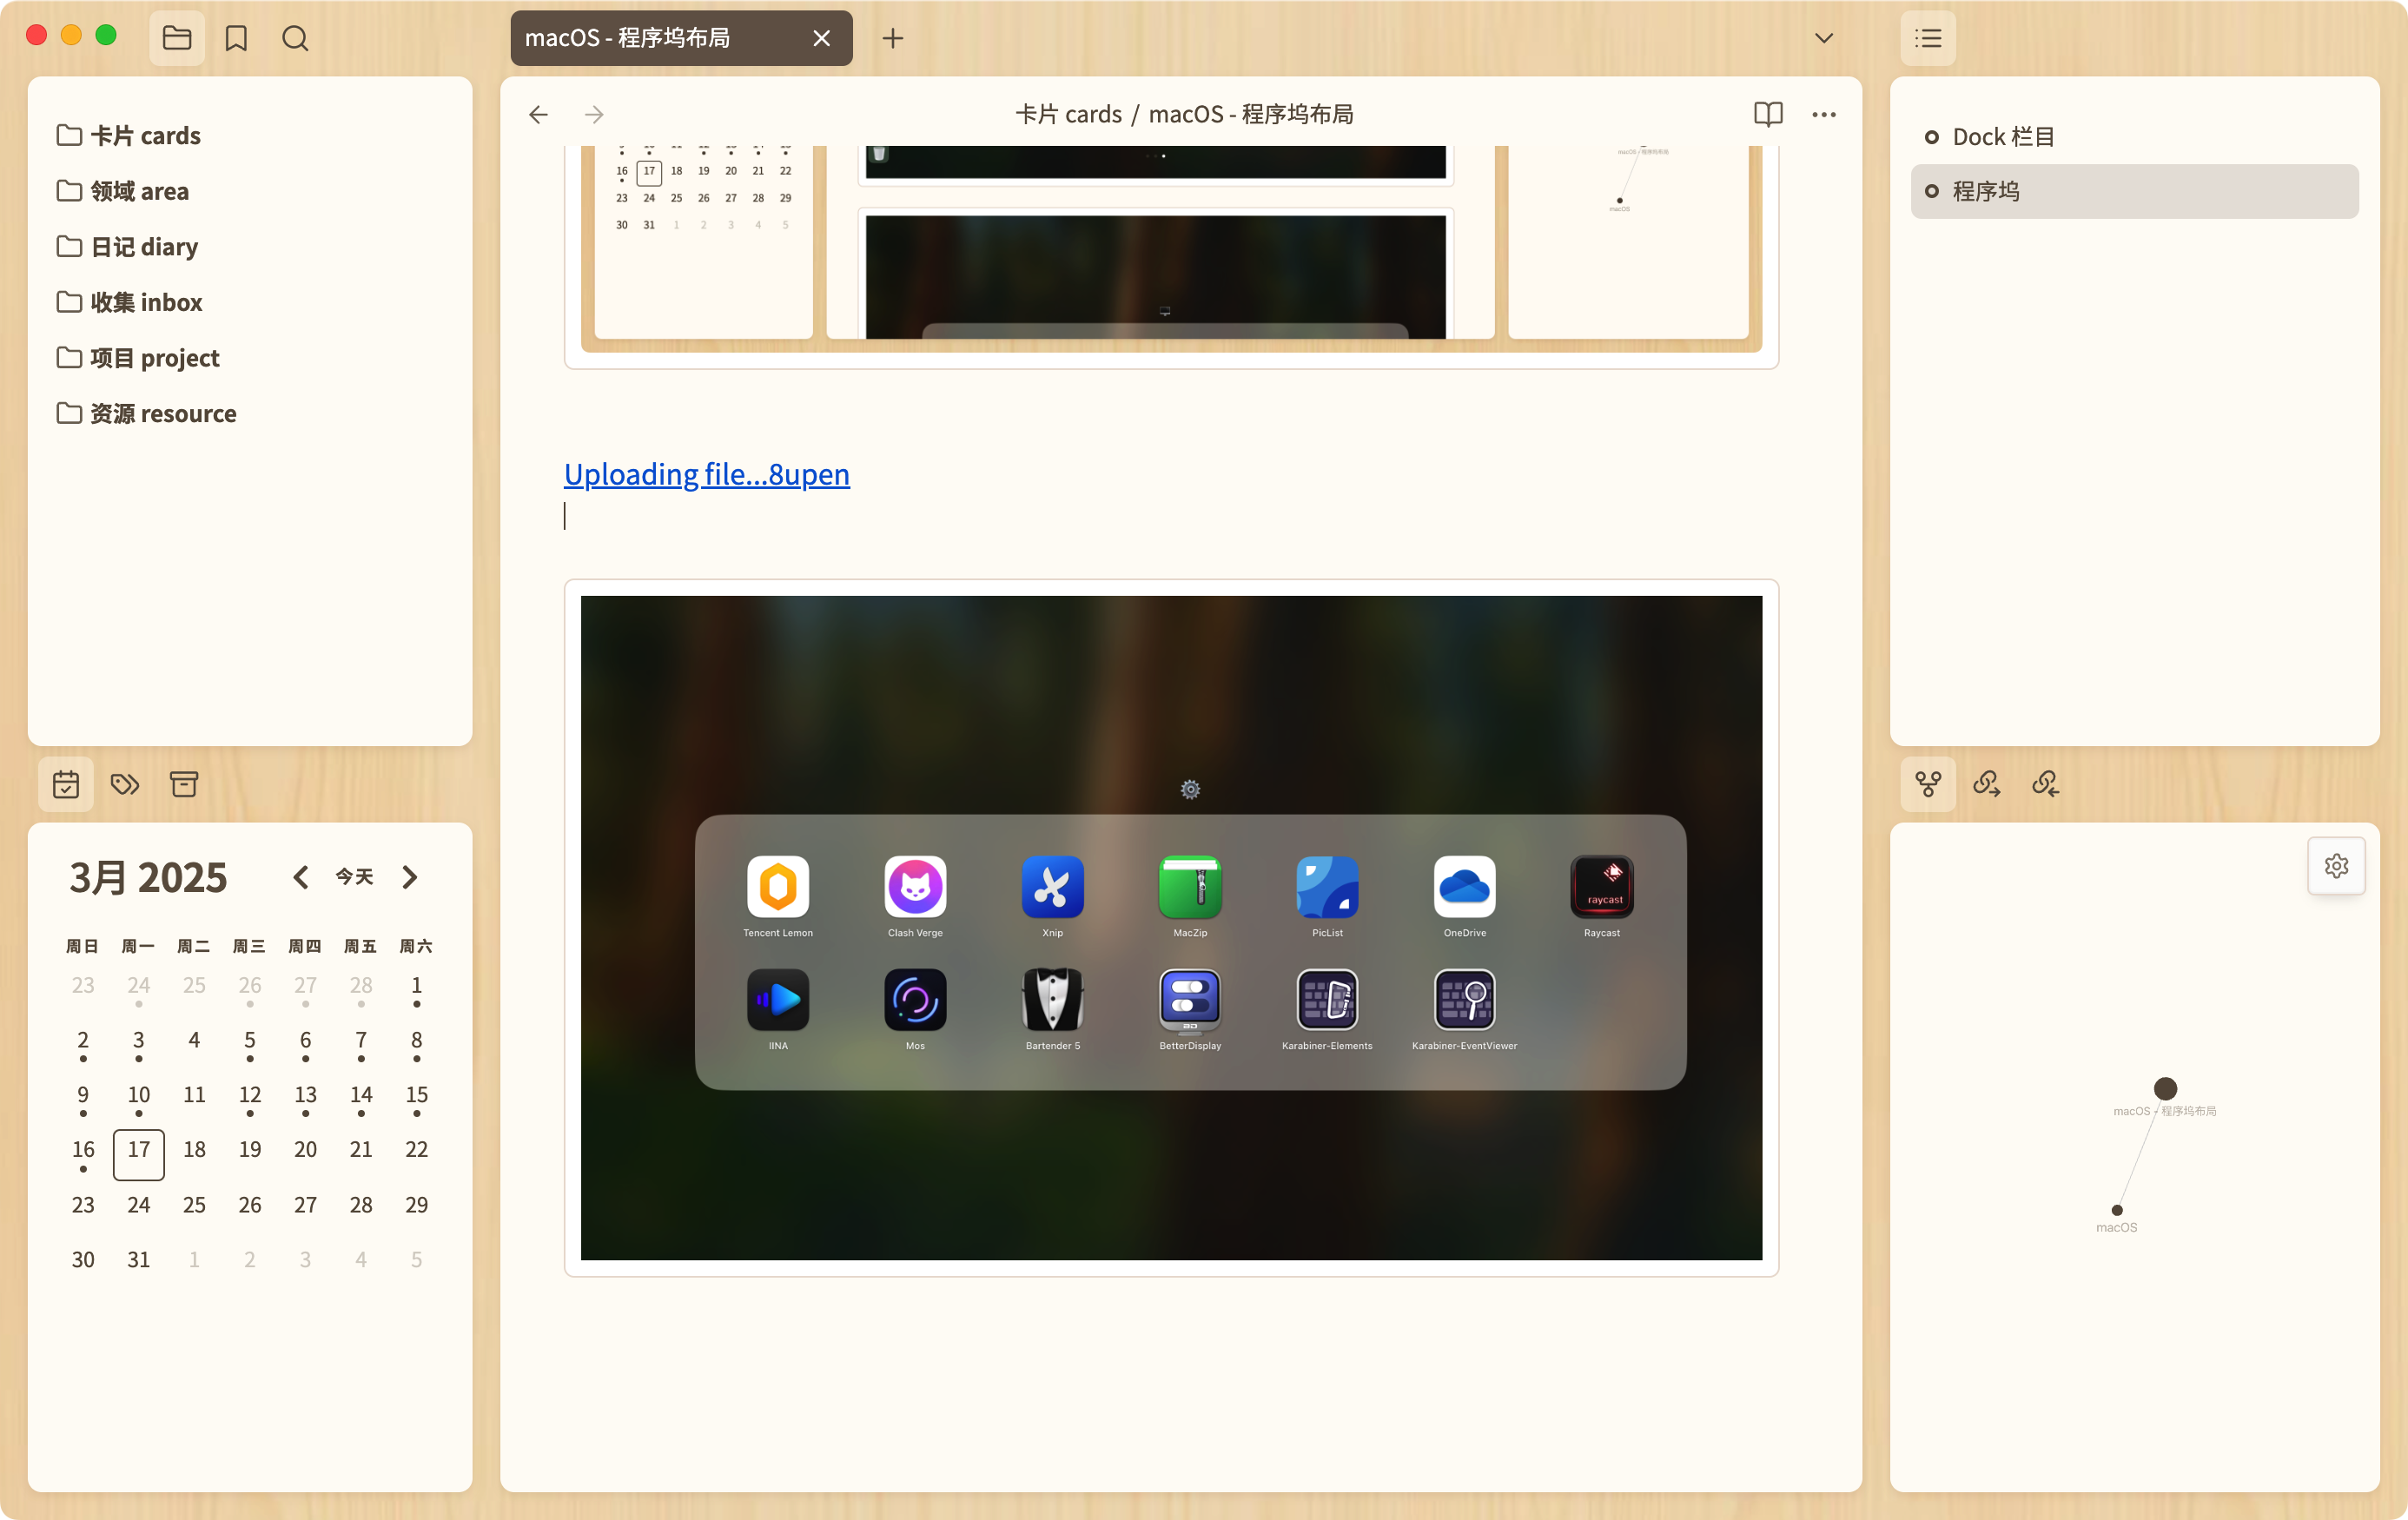 macOS - 程序坞布局
卡片 cards
领域 area
日记 diary
收集 inbox
项目 project
资源 resource
3月 2025
今天
周日 周一 周二 周三 周四 周五 周六
23 24 25 26 27 28 1
2 3 4 5 6 7 8
9 10 11 12 13 14 15
16 17 18 19 20 21 22
23 24 25 26 27 28 29
30 31 1 2 3 4 5
卡片 cards / macOS - 程序坞布局
16 17 18 19 20 21 22
23 24 25 26 27 28 29
30 31 1 2 3 4 5
macOS
Uploading file...8upen
raycast
Tencent Lemon Clash Verge Xnip MacZip PicList OneDrive Raycast
BD
IINA Mos Bartender 5 BetterDisplay Karabiner-Elements Karabiner-EventViewer
Dock 栏目
程序坞
macOS - 程序坞布局
macOS